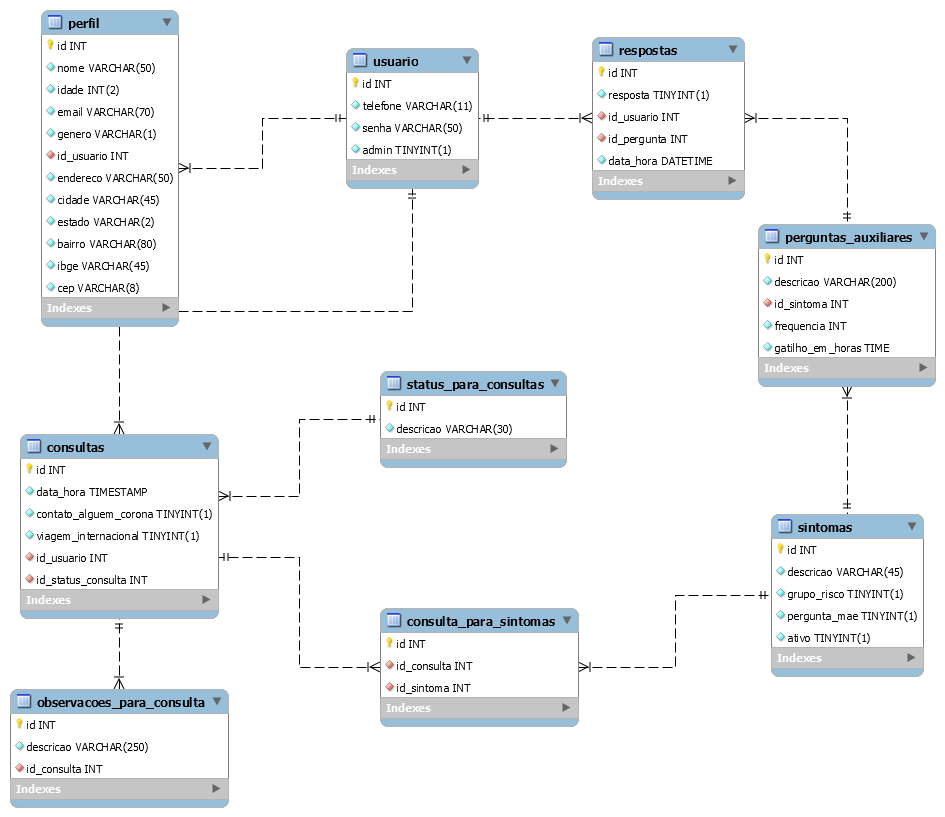 perfil
id INT
nome VARCHAR(50)
idade INT(2)
email VARCHAR(70)
genero VARCHAR(1)
id_usuario INT
endereco VARCHAR(50)
cidade VARCHAR(45)
estado VARCHAR(2)
bairro VARCHAR(80)
ibge VARCHAR(45)
cep VARCHAR(8)
Indexes
usuario
id INT
telefone VARCHAR(11)
senha VARCHAR(50)
admin TINYINT(1)
Indexes
respostas
id INT
resposta TINYINT(1)
id_usuario INT
id_pergunta INT
data_hora DATETIME
Indexes
perguntas_auxiliares
id INT
descricao VARCHAR(200)
id_sintoma INT
frequencia INT
gatilho_em_horas TIME
Indexes
status_para_consultas
id INT
descricao VARCHAR(30)
Indexes
consultas
id INT
data_hora TIMESTAMP
contato_alguem_corona TINYINT(1)
viagem_internacional TINYINT(1)
id_usuario INT
id_status_consulta INT
Indexes
sintomas
id INT
descricao VARCHAR(45)
grupo_risco TINYINT(1)
pergunta_mae TINYINT(1)
ativo TINYINT(1)
Indexes
consulta_para_sintomas
id INT
id_consulta INT
id_sintoma INT
Indexes
observacoes_para_consulta
id INT
descricao VARCHAR(250)
id_consulta INT
Indexes